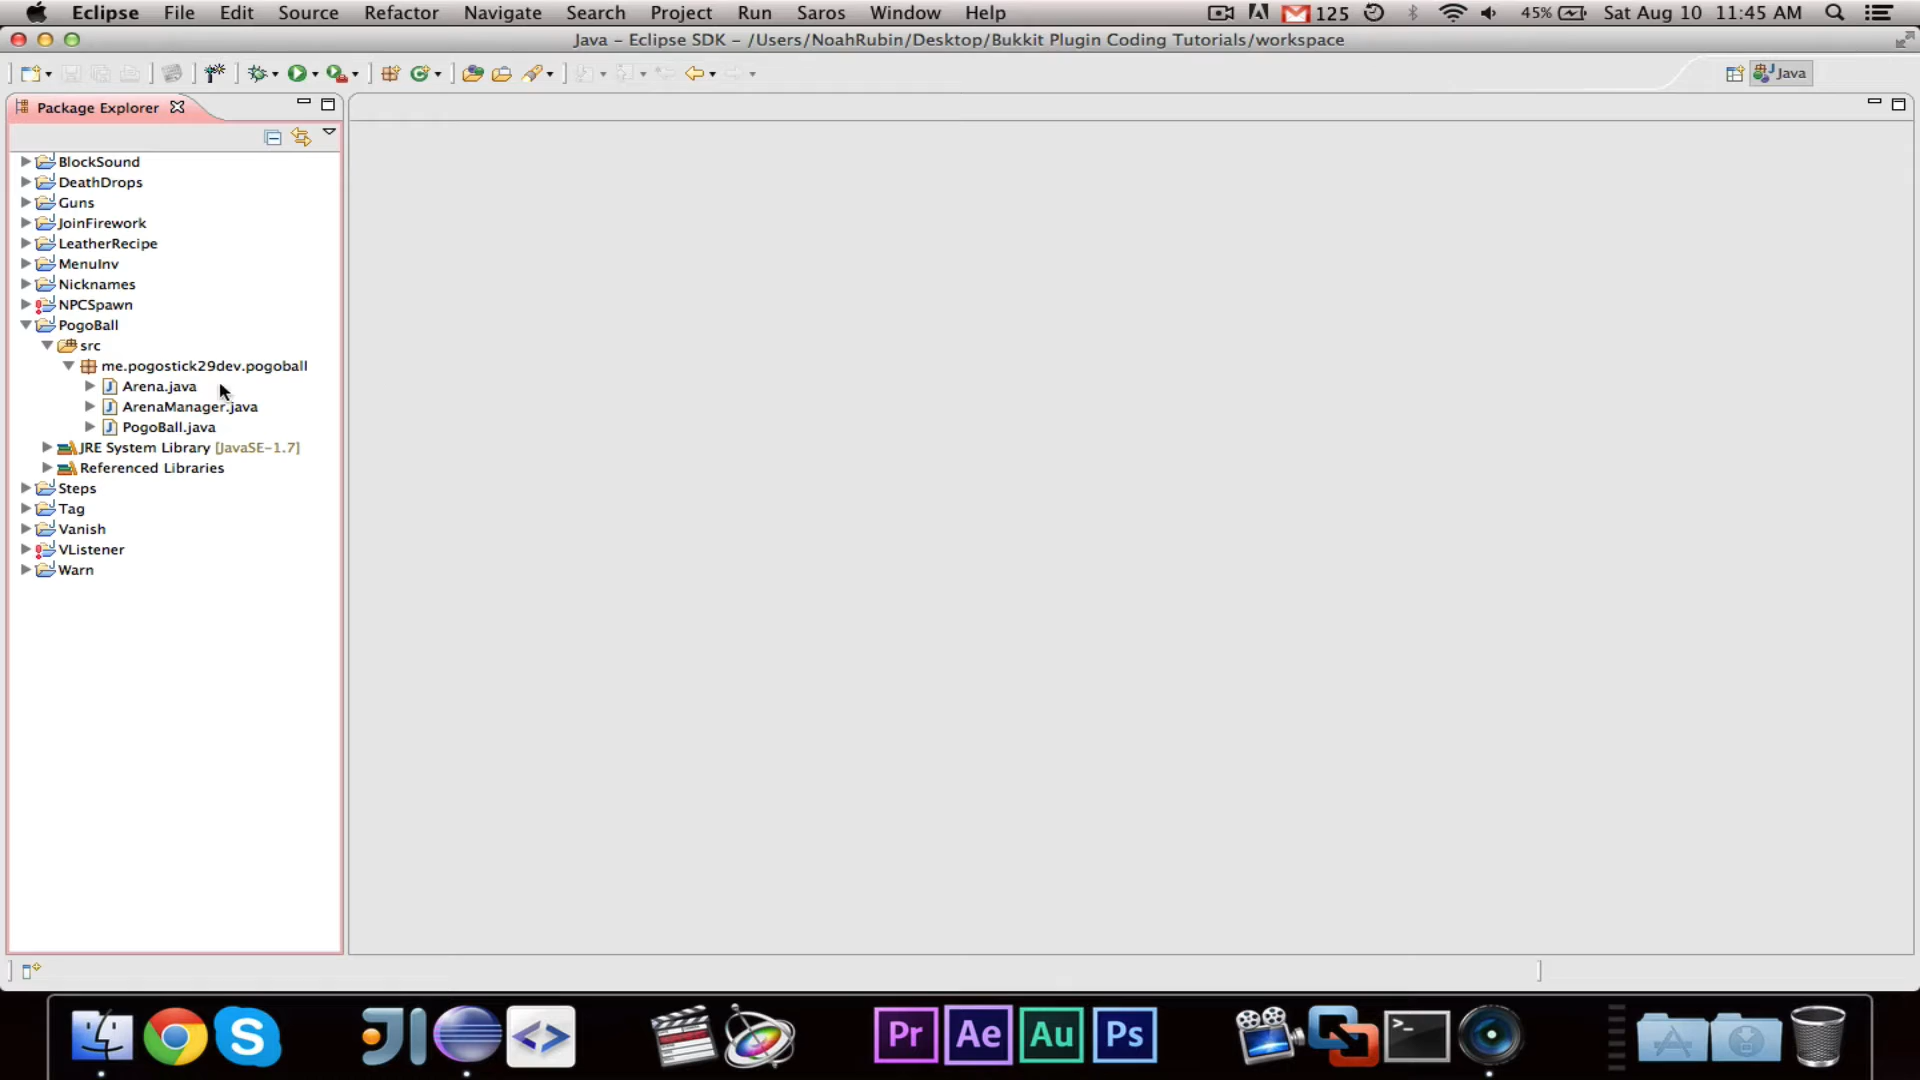 Eclipse File Edit Source Refactor Navigate Search Project Run Saros Window Help 125 45% Sat Aug 10 11:45 AM
Java – Eclipse SDK – /Users/NoahRubin/Desktop/Bukkit Plugin Coding Tutorials/workspace
Java
Package Explorer
BlockSound
DeathDrops
Guns
JoinFirework
LeatherRecipe
MenuInv
Nicknames
NPCSpawn
PogoBall
src
me.pogostick29dev.pogoball
Arena.java
ArenaManager.java
PogoBall.java
JRE System Library [JavaSE-1.7]
Referenced Libraries
Steps
Tag
Vanish
VListener
Warn
Pr Ae Au Ps